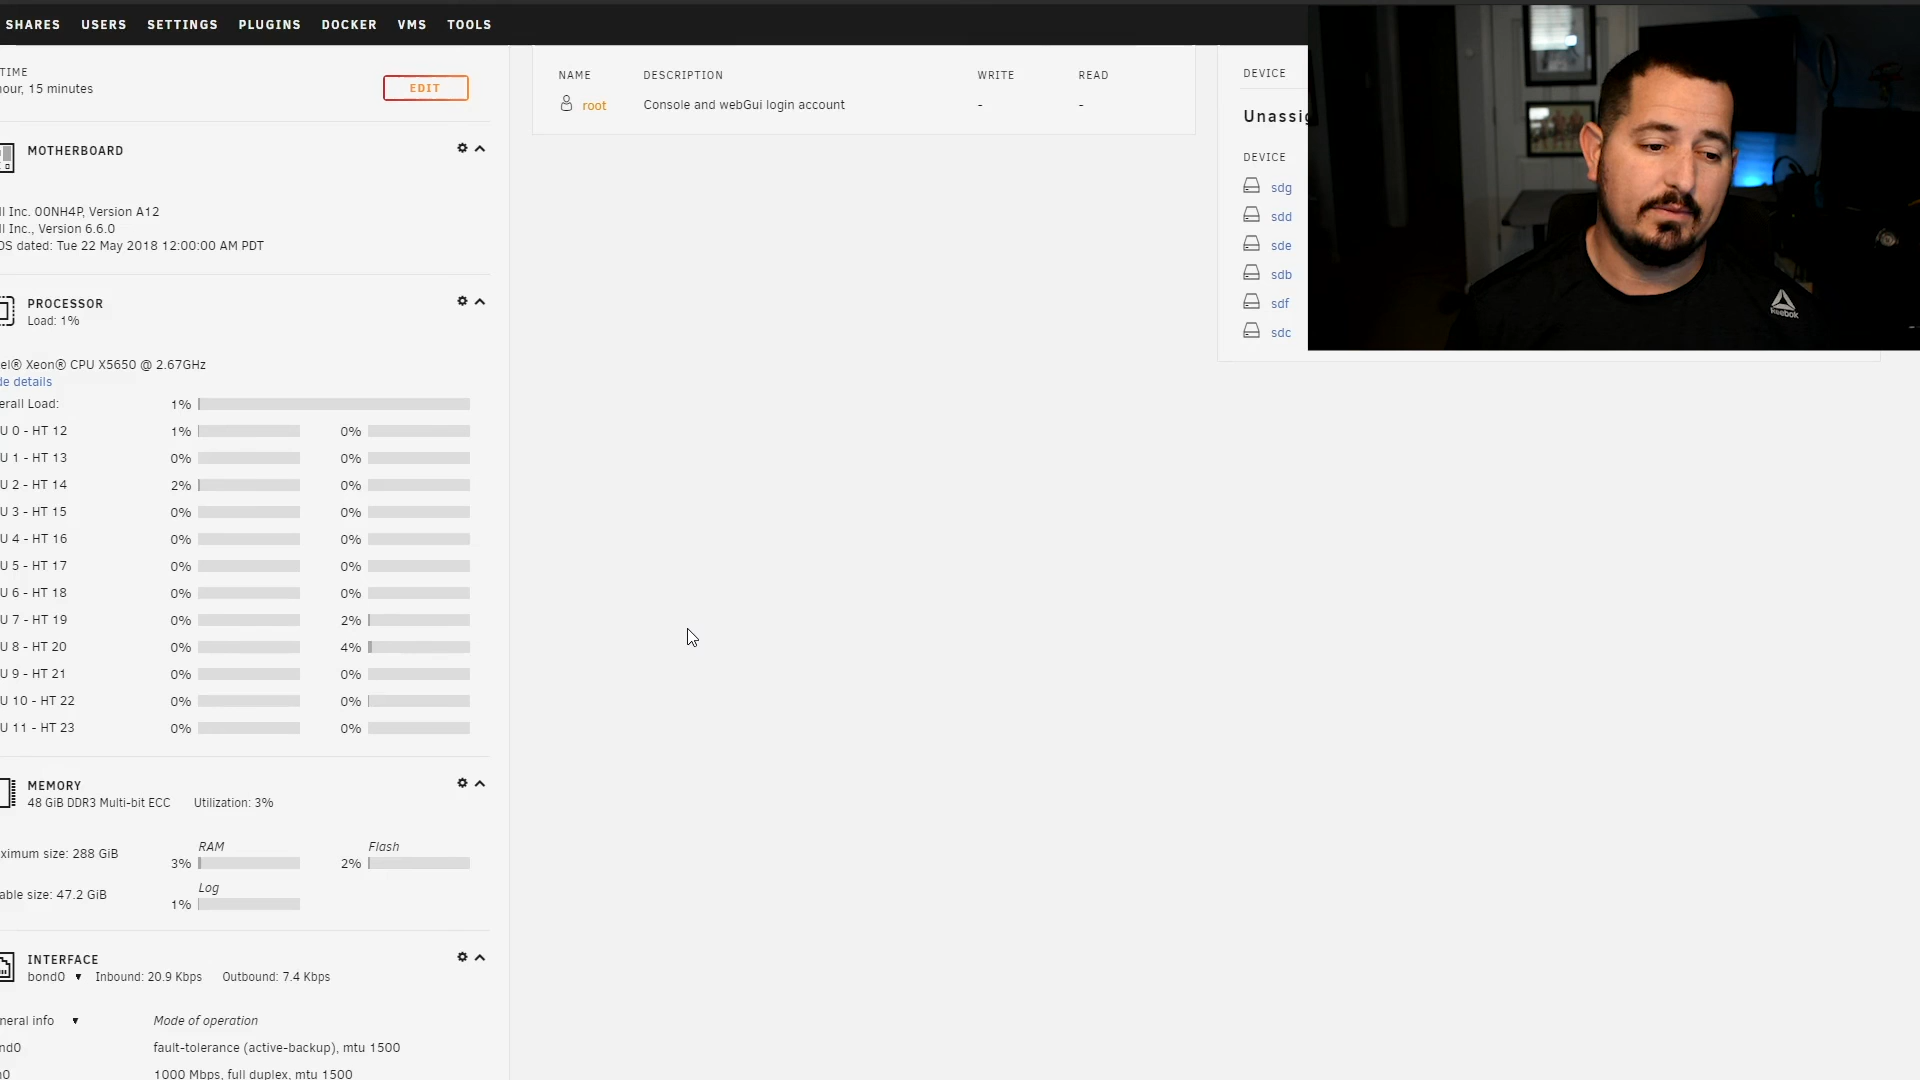 SHARES USERS SETTINGS PLUGINS DOCKER VMS TOOLS
TIME
our, 15 minutes
EDIT
MOTHERBOARD
ll Inc. 00NH4P, Version A12
ll Inc., Version 6.6.0
OS dated: Tue 22 May 2018 12:00:00 AM PDT
PROCESSOR
Load: 1%
el® Xeon® CPU X5650 @ 2.67GHz
de details
erall Load: 1%
U 0 - HT 12 1% 0%
U 1 - HT 13 0% 0%
U 2 - HT 14 2% 0%
U 3 - HT 15 0% 0%
U 4 - HT 16 0% 0%
U 5 - HT 17 0% 0%
U 6 - HT 18 0% 0%
U 7 - HT 19 0% 2%
U 8 - HT 20 0% 4%
U 9 - HT 21 0% 0%
U 10 - HT 22 0% 0%
U 11 - HT 23 0% 0%
MEMORY
48 GiB DDR3 Multi-bit ECC Utilization: 3%
RAM Flash
ximum size: 288 GiB 3% 2%
Log
able size: 47.2 GiB 1%
INTERFACE
bond0 ▼ Inbound: 20.9 Kbps Outbound: 7.4 Kbps
neral info ▼ Mode of operation
nd0 fault-tolerance (active-backup), mtu 1500
h0 1000 Mbps, full duplex, mtu 1500
NAME DESCRIPTION WRITE READ
root Console and webGui login account - -
DEVICE
Unassig
DEVICE
sdg
sdd
sde
sdb
sdf
sdc
Reebok